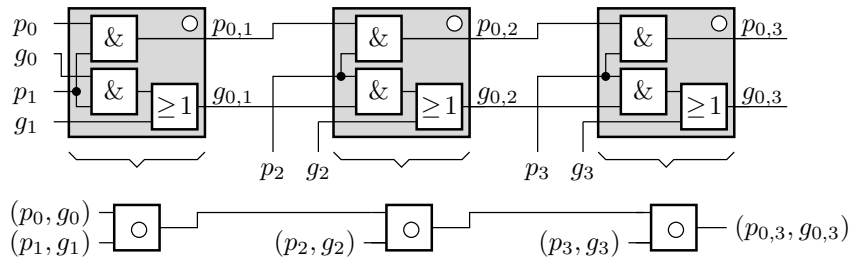 p0 & p0,1 & p0,2 & p0,3
g0
p1 & ≥1 g0,1 & ≥1 g0,2 & ≥1 g0,3
g1
p2 g2 p3 g3
(p0, g0)
(p1, g1) (p2, g2) (p3, g3) (p0,3, g0,3)